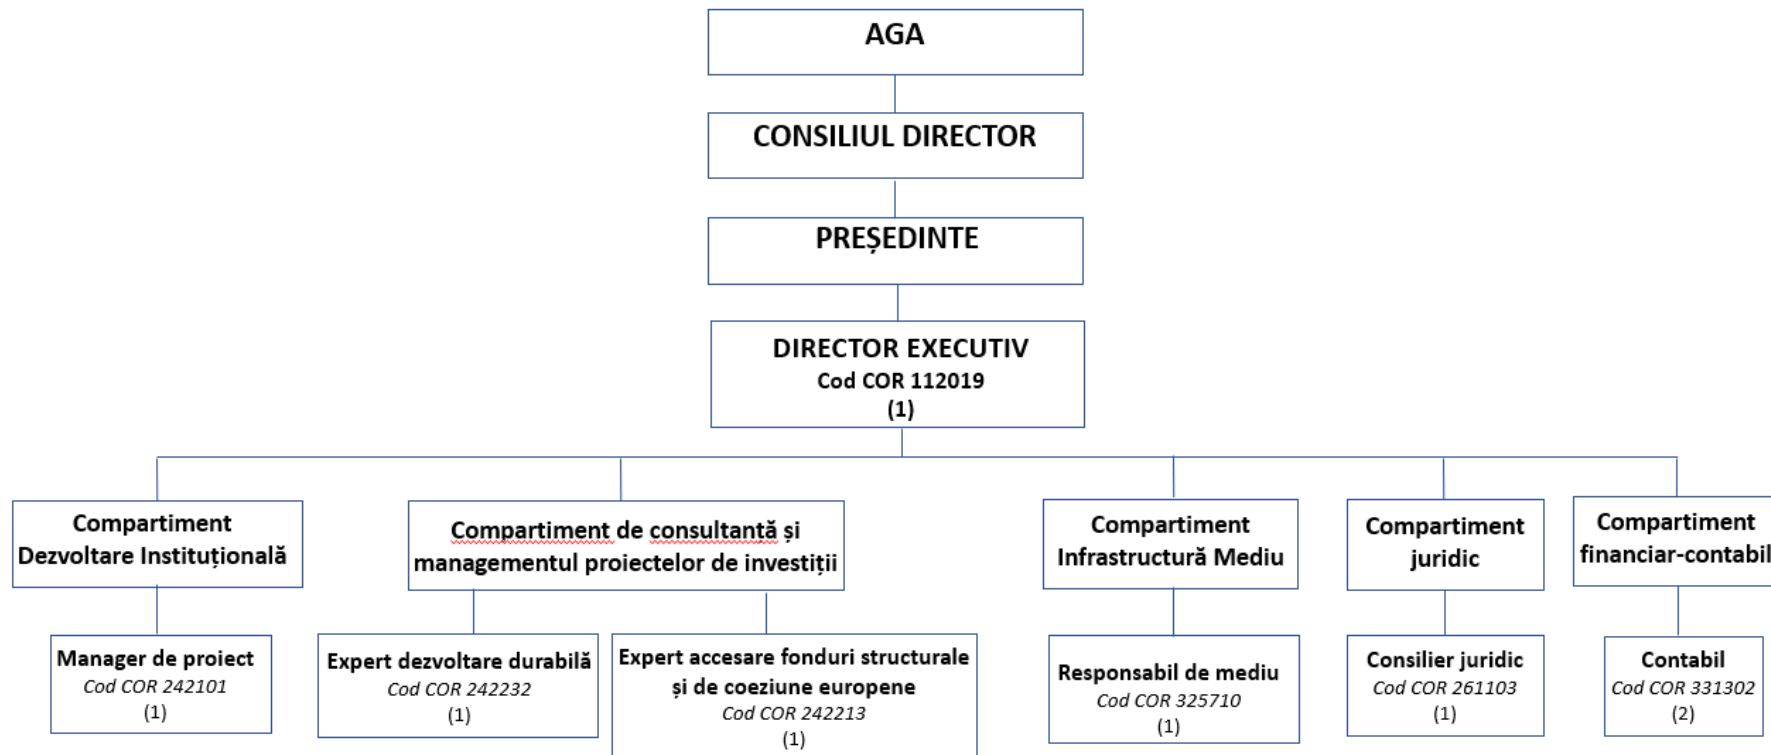 AGA
CONSILIUL DIRECTOR
PREȘEDINTE
DIRECTOR EXECUTIV
Cod COR 112019
(1)
Compartiment
Dezvoltare Instituțională
Compartiment de consultanță și
managementul proiectelor de investiții
Compartiment
Infrastructură Mediu
Compartiment
juridic
Compartiment
financiar-contabil
Manager de proiect
Cod COR 242101
(1)
Expert dezvoltare durabilă
Cod COR 242232
(1)
Expert accesare fonduri structurale
și de coeziune europene
Cod COR 242213
(1)
Responsabil de mediu
Cod COR 325710
(1)
Consilier juridic
Cod COR 261103
(1)
Contabil
Cod COR 331302
(2)